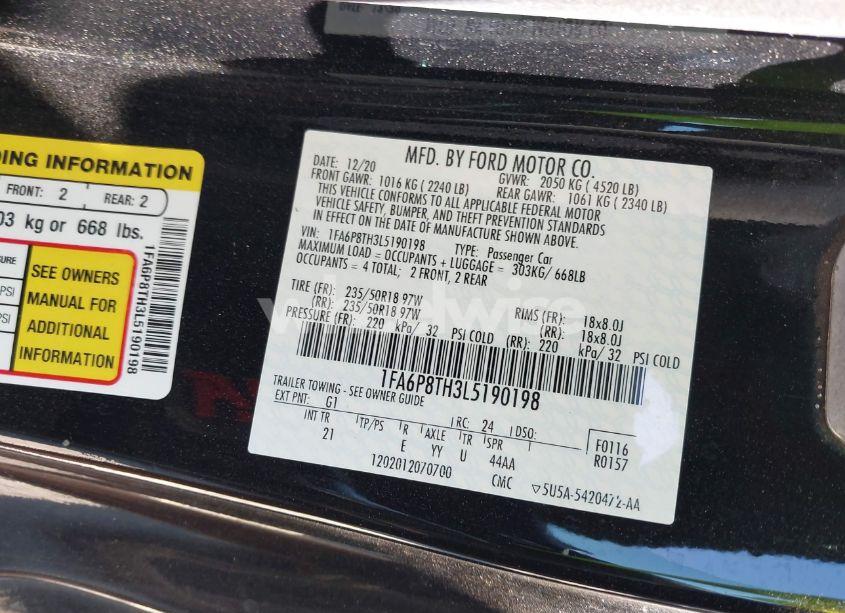 DING INFORMATION
FRONT: 2 REAR: 2
03 kg or 668 lbs.
SURE
PSI
PSI
SEE OWNERS
MANUAL FOR
ADDITIONAL
INFORMATION
1FA6P8TH3L5190198
MFD. BY FORD MOTOR CO.
DATE: 12/20 GVWR: 2050 KG ( 4520 LB)
FRONT GAWR: 1016 KG ( 2240 LB) REAR GAWR: 1061 KG ( 2340 LB)
THIS VEHICLE CONFORMS TO ALL APPLICABLE FEDERAL MOTOR
VEHICLE SAFETY, BUMPER, AND THEFT PREVENTION STANDARDS
IN EFFECT ON THE DATE OF MANUFACTURE SHOWN ABOVE.
VIN: 1FA6P8TH3L5190198 TYPE: Passenger Car
MAXIMUM LOAD = OCCUPANTS + LUGGAGE = 303KG/ 668LB
OCCUPANTS = 4 TOTAL; 2 FRONT, 2 REAR
TIRE (FR): 235/50R18 97W RIMS (FR): 18x8.0J
(RR): 235/50R18 97W (RR): 18x8.0J
PRESSURE (FR): 220 kPa/ 32 PSI COLD (RR): 220 kPa/ 32 PSI COLD
1FA6P8TH3L5190198
TRAILER TOWING - SEE OWNER GUIDE
EXT PNT: G1 RC: 24 DSO: F0116
INT TR TP/PS R AXLE TR SPR R0157
21 E YY U 44AA
1202012070700 CMC ▽5U5A-5420472-AA